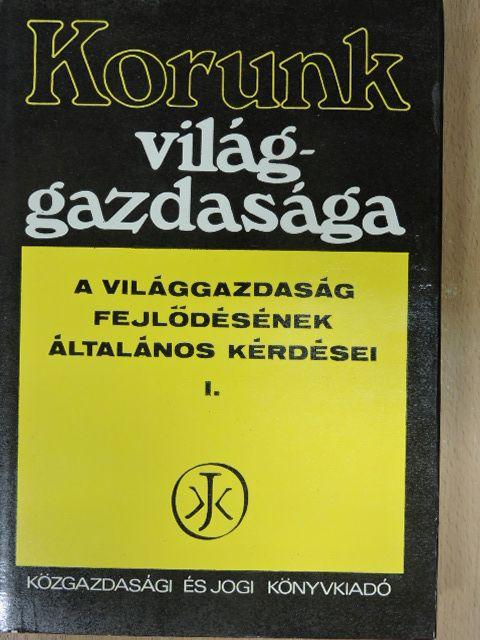 Korunk
világ-
gazdasága
A VILÁGGAZDASÁG
FEJLŐDÉSÉNEK
ÁLTALÁNOS KÉRDÉSEI
I.
KJK
KÖZGAZDASÁGI ÉS JOGI KÖNYVKIADÓ